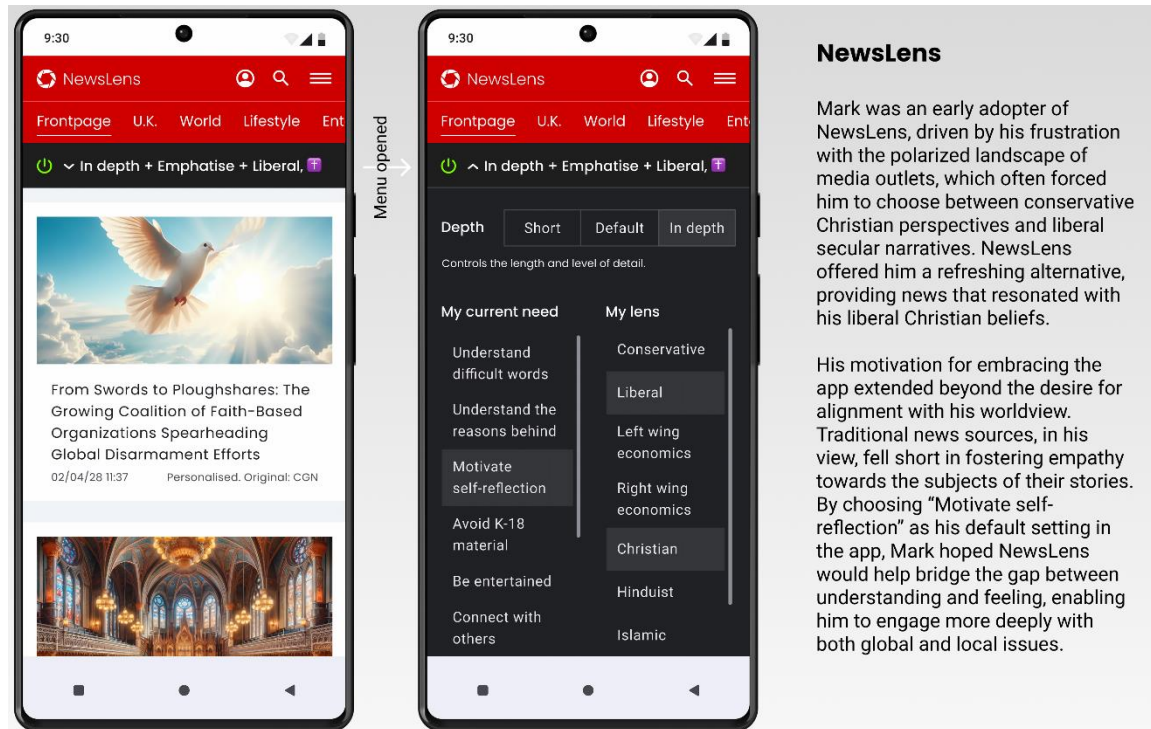 9:30
NewsLens
Frontpage U.K. World Lifestyle Ent
In depth + Emphatise + Liberal, ✝
From Swords to Ploughshares: The
Growing Coalition of Faith-Based
Organizations Spearheading
Global Disarmament Efforts
02/04/28 11:37 Personalised. Original: CGN
Menu opened
9:30
NewsLens
Frontpage U.K. World Lifestyle Ent
In depth + Emphatise + Liberal, ✝
Depth Short Default In depth
Controls the length and level of detail.
My current need
Understand
difficult words
Understand the
reasons behind
Motivate
self-reflection
Avoid K-18
material
Be entertained
Connect with
others
My lens
Conservative
Liberal
Left wing
economics
Right wing
economics
Christian
Hinduist
Islamic
NewsLens
Mark was an early adopter of
NewsLens, driven by his frustration
with the polarized landscape of
media outlets, which often forced
him to choose between conservative
Christian perspectives and liberal
secular narratives. NewsLens
offered him a refreshing alternative,
providing news that resonated with
his liberal Christian beliefs.
His motivation for embracing the
app extended beyond the desire for
alignment with his worldview.
Traditional news sources, in his
view, fell short in fostering empathy
towards the subjects of their stories.
By choosing “Motivate self-
reflection” as his default setting in
the app, Mark hoped NewsLens
would help bridge the gap between
understanding and feeling, enabling
him to engage more deeply with
both global and local issues.